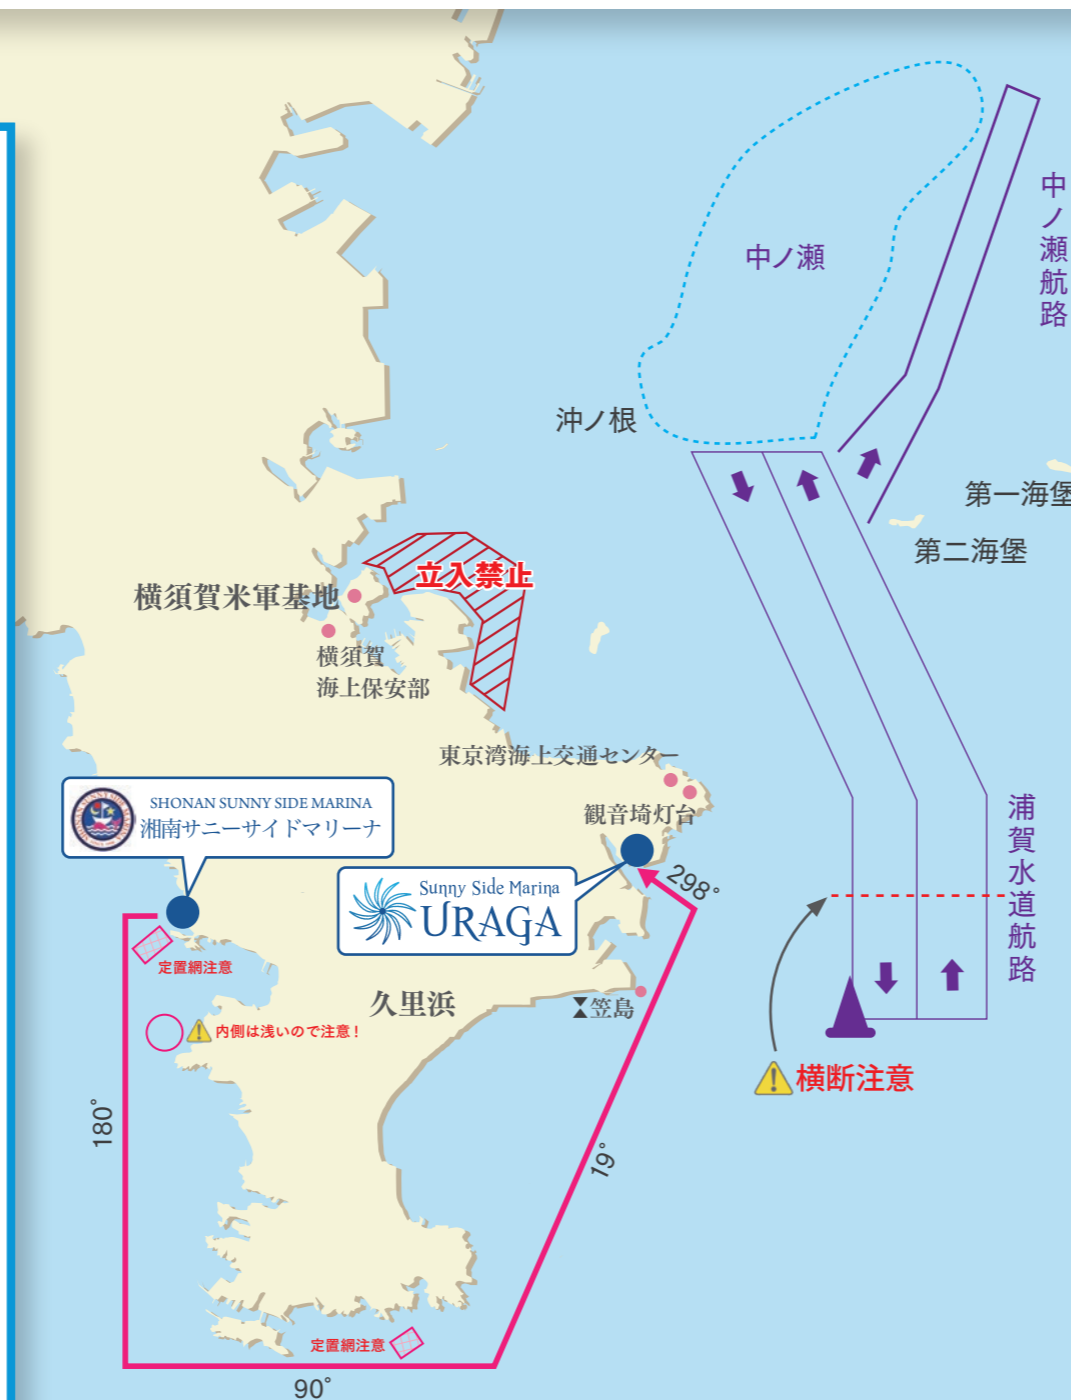 中ノ瀬航路
中ノ瀬
沖ノ根
第一海堡
第二海堡
立入禁止
横須賀米軍基地
横須賀
海上保安部
東京湾海上交通センター
観音埼灯台
SHONAN SUNNY SIDE MARINA
湘南サニーサイドマリーナ
Sunny Side Marina
URAGA
298°
浦賀水道航路
定置網注意
久里浜
笠島
内側は浅いので注意！
横断注意
180°
19°
定置網注意
90°